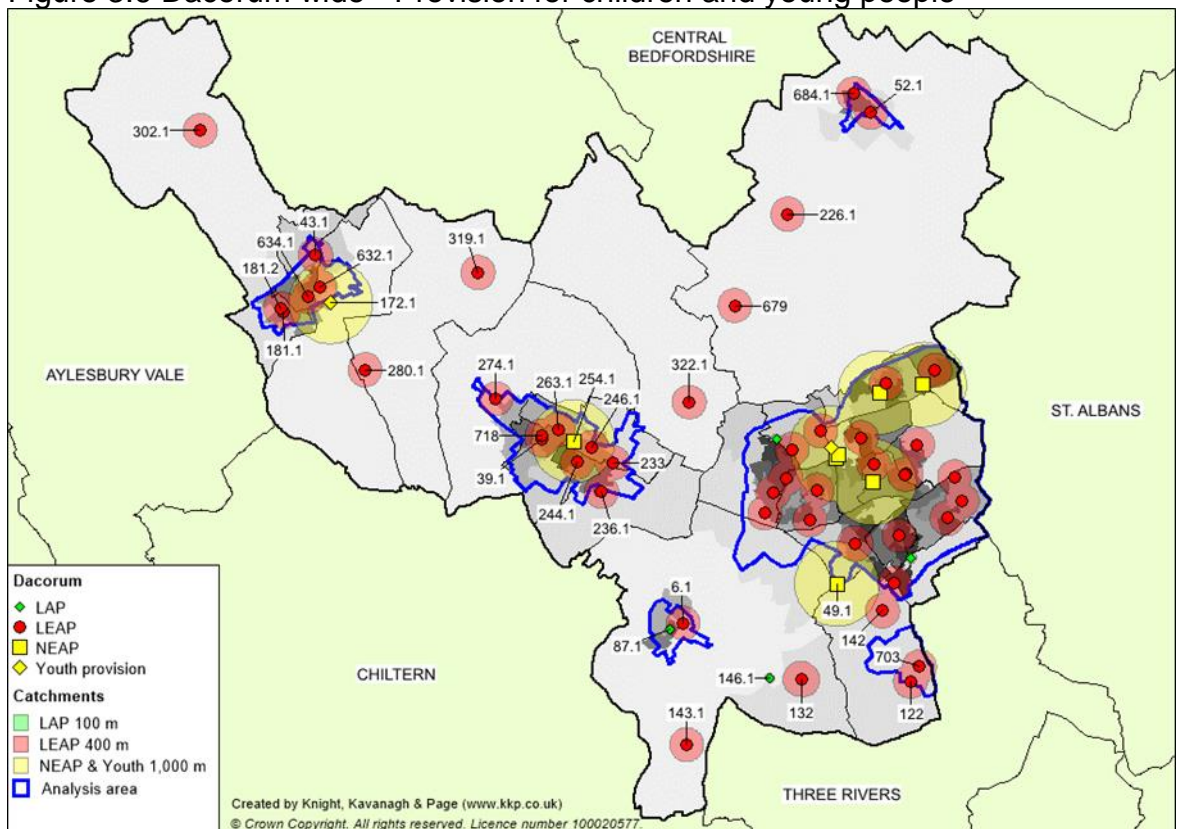 Figure 5.6 Dacorum wide - Provision for children and young people
CENTRAL
BEDFORDSHIRE
684.1
52.1
302.1
226.1
43.1
634.1
632.1
181.2
319.1
172.1
679
181.1
AYLESBURY VALE
280.1
274.1
263.1
254.1
246.1
322.1
ST. ALBANS
718
233
39.1
244.1
236.1
6.1
49.1
87.1
142
703
CHILTERN
146.1
132
122
143.1
THREE RIVERS
Dacorum
LAP
LEAP
NEAP
Youth provision
Catchments
LAP 100 m
LEAP 400 m
NEAP & Youth 1,000 m
Analysis area
Created by Knight, Kavanagh & Page (www.kkp.co.uk)
© Crown Copyright. All rights reserved. Licence number 100020577.